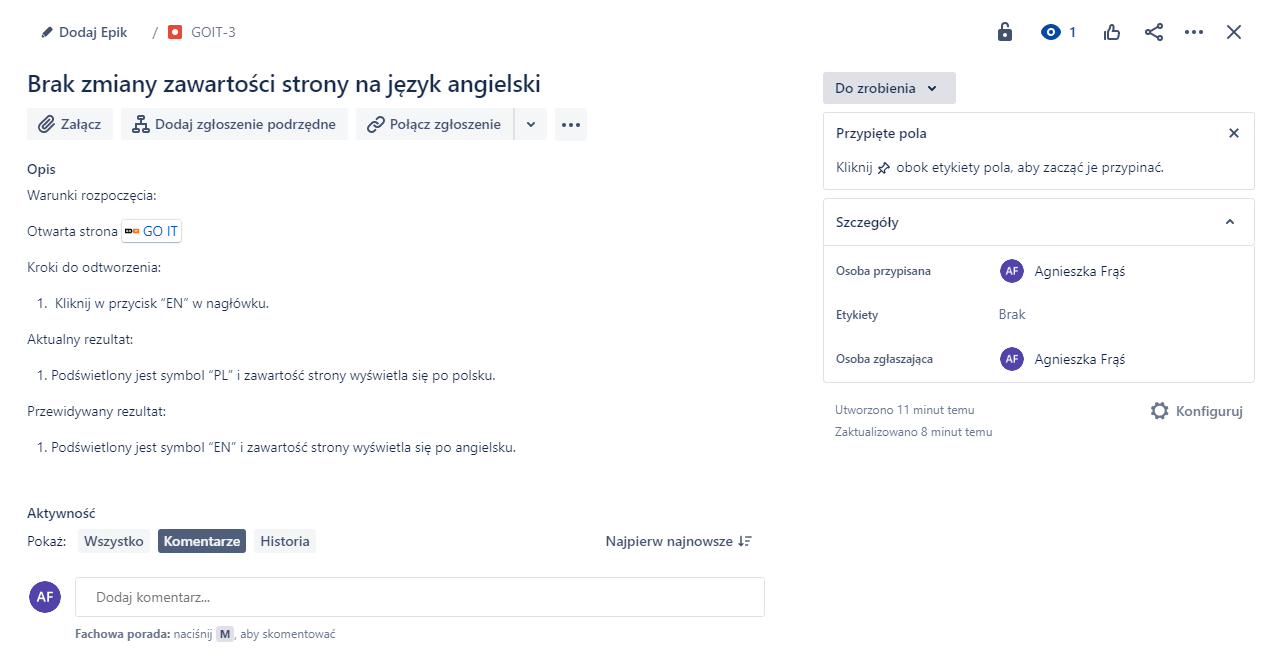 Dodaj Epik / GOIT-3
1
Brak zmiany zawartości strony na język angielski
Załącz Dodaj zgłoszenie podrzędne Połącz zgłoszenie
Opis
Warunki rozpoczęcia:
Otwarta strona GO IT
Kroki do odtworzenia:
1. Kliknij w przycisk “EN” w nagłówku.
Aktualny rezultat:
1. Podświetlony jest symbol “PL” i zawartość strony wyświetla się po polsku.
Przewidywany rezultat:
1. Podświetlony jest symbol “EN” i zawartość strony wyświetla się po angielsku.
Aktywność
Pokaż: Wszystko Komentarze Historia Najpierw najnowsze
AF Dodaj komentarz...
Fachowa porada: naciśnij M, aby skomentować
Do zrobienia
Przypięte pola
Kliknij obok etykiety pola, aby zacząć je przypinać.
Szczegóły
Osoba przypisana AF Agnieszka Frąś
Etykiety Brak
Osoba zgłaszająca AF Agnieszka Frąś
Utworzono 11 minut temu Konfiguruj
Zaktualizowano 8 minut temu